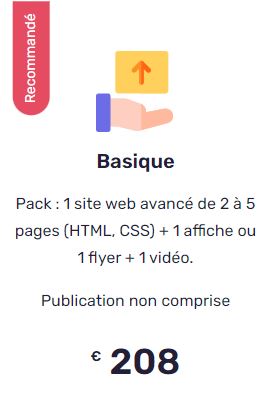 Recommandé
Basique
Pack : 1 site web avancé de 2 à 5
pages (HTML, CSS) + 1 affiche ou
1 flyer + 1 vidéo.
Publication non comprise
€ 208